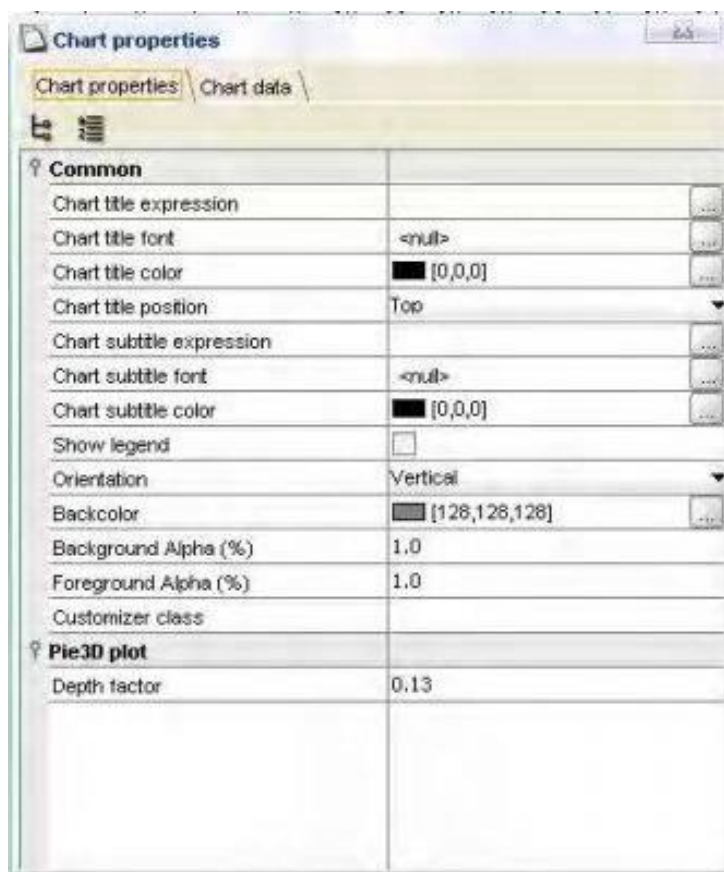 Chart properties
Chart properties Chart data
Common
Chart title expression ...
Chart title font <null> ...
Chart title color [0,0,0] ...
Chart title position Top
Chart subtitle expression ...
Chart subtitle font <null> ...
Chart subtitle color [0,0,0] ...
Show legend
Orientation Vertical
Backcolor [128,128,128] ...
Background Alpha (%) 1.0
Foreground Alpha (%) 1.0
Customizer class
Pie3D plot
Depth factor 0.13